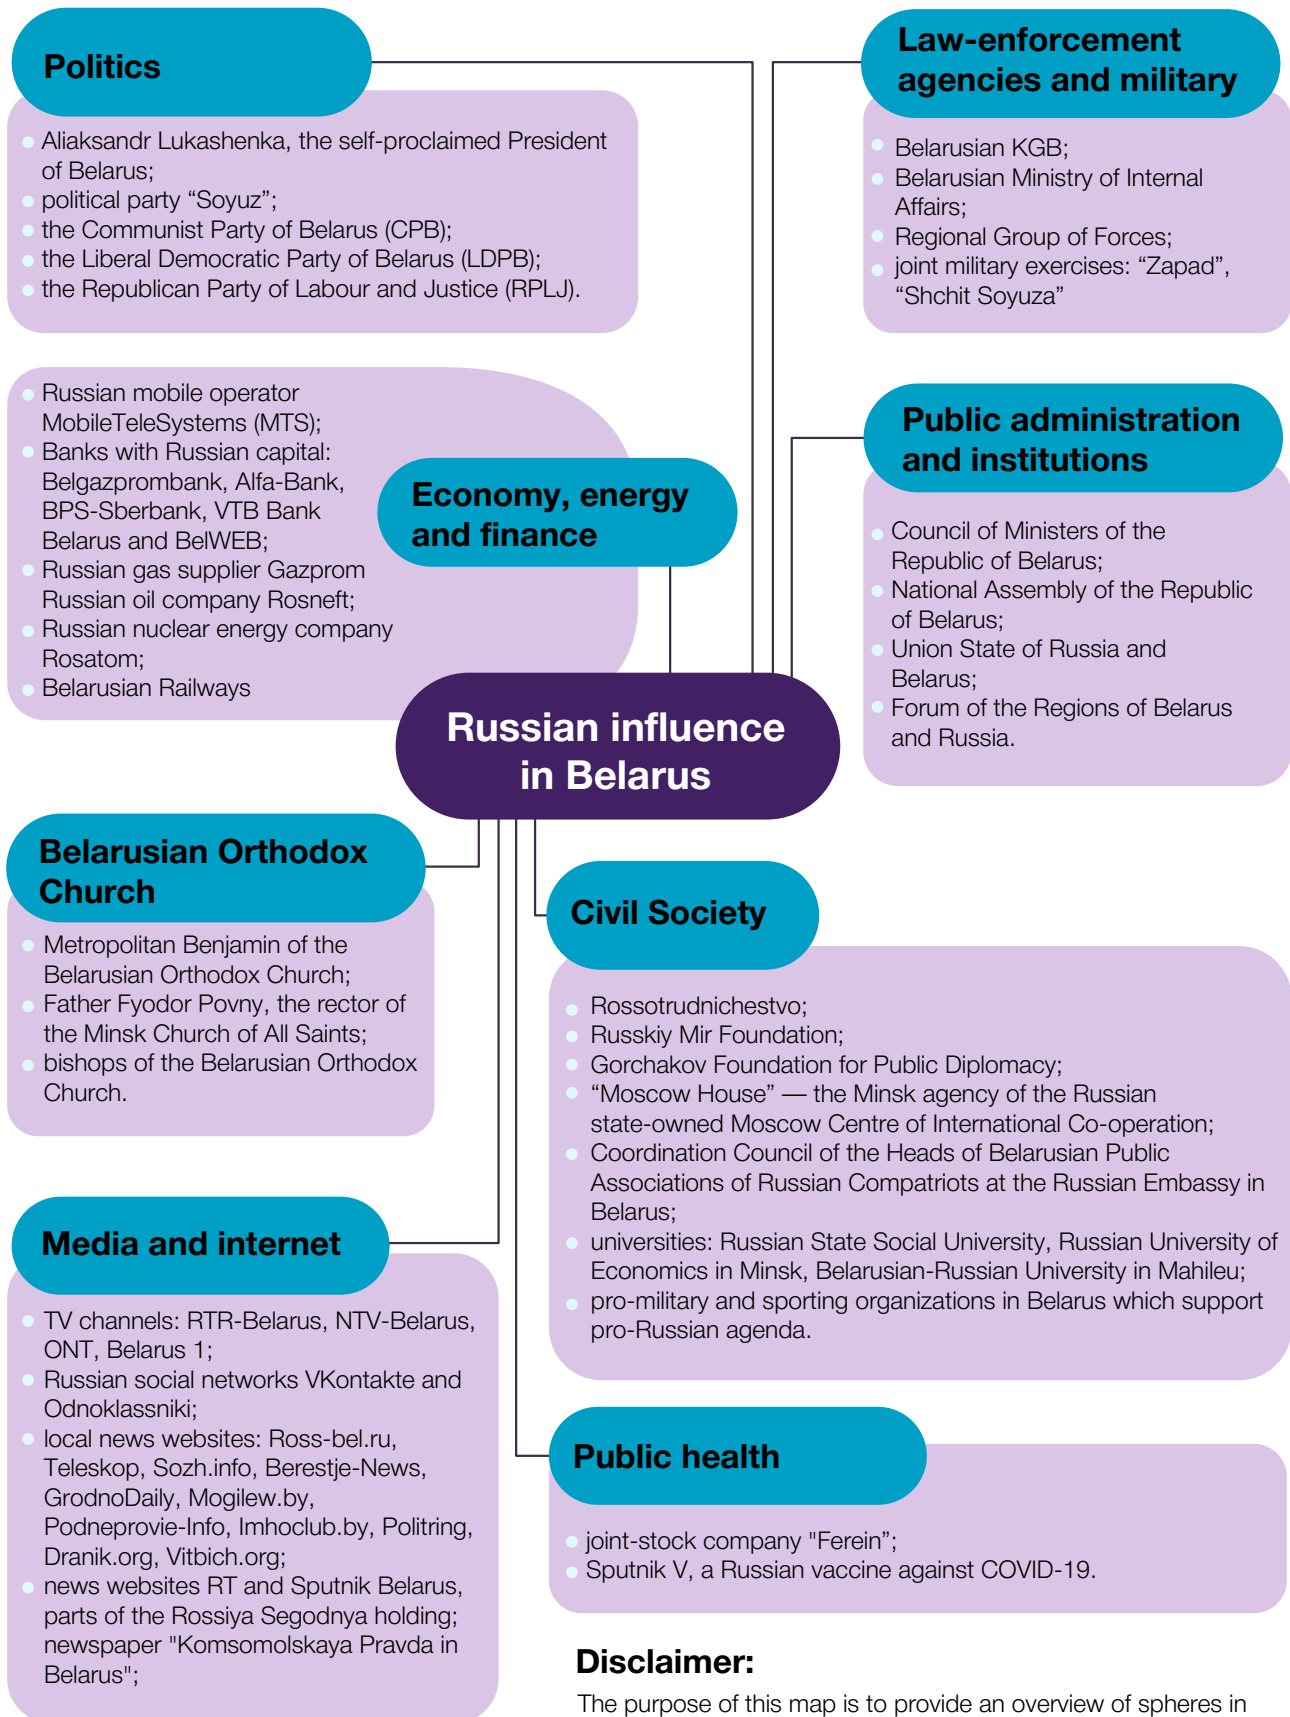 Politics
Aliaksandr Lukashenka, the self-proclaimed President
of Belarus;
political party “Soyuz”;
the Communist Party of Belarus (CPB);
the Liberal Democratic Party of Belarus (LDPB);
the Republican Party of Labour and Justice (RPLJ).
Law-enforcement
agencies and military
Belarusian KGB;
Belarusian Ministry of Internal
Affairs;
Regional Group of Forces;
joint military exercises: “Zapad”,
“Shchit Soyuza”
Russian mobile operator
MobileTeleSystems (MTS);
Banks with Russian capital:
Belgazprombank, Alfa-Bank,
BPS-Sberbank, VTB Bank
Belarus and BelWEB;
Russian gas supplier Gazprom
Russian oil company Rosneft;
Russian nuclear energy company
Rosatom;
Belarusian Railways
Economy, energy
and finance
Public administration
and institutions
Council of Ministers of the
Republic of Belarus;
National Assembly of the Republic
of Belarus;
Union State of Russia and
Belarus;
Forum of the Regions of Belarus
and Russia.
Russian influence
in Belarus
Belarusian Orthodox
Church
Metropolitan Benjamin of the
Belarusian Orthodox Church;
Father Fyodor Povny, the rector of
the Minsk Church of All Saints;
bishops of the Belarusian Orthodox
Church.
Civil Society
Rossotrudnichestvo;
Russkiy Mir Foundation;
Gorchakov Foundation for Public Diplomacy;
“Moscow House” — the Minsk agency of the Russian
state-owned Moscow Centre of International Co-operation;
Coordination Council of the Heads of Belarusian Public
Associations of Russian Compatriots at the Russian Embassy in
Belarus;
universities: Russian State Social University, Russian University of
Economics in Minsk, Belarusian-Russian University in Mahileu;
pro-military and sporting organizations in Belarus which support
pro-Russian agenda.
Media and internet
TV channels: RTR-Belarus, NTV-Belarus,
ONT, Belarus 1;
Russian social networks VKontakte and
Odnoklassniki;
local news websites: Ross-bel.ru,
Teleskop, Sozh.info, Berestje-News,
GrodnoDaily, Mogilew.by,
Podneprovie-Info, Imhoclub.by, Politring,
Dranik.org, Vitbich.org;
news websites RT and Sputnik Belarus,
parts of the Rossiya Segodnya holding;
newspaper "Komsomolskaya Pravda in
Belarus";
Public health
joint-stock company "Ferein”;
Sputnik V, a Russian vaccine against COVID-19.
Disclaimer:
The purpose of this map is to provide an overview of spheres in